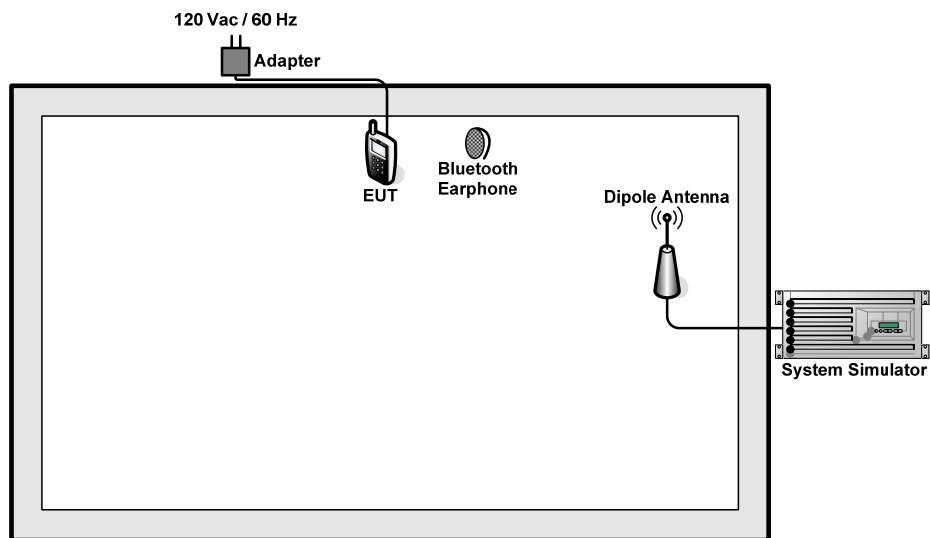 120 Vac / 60 Hz
Adapter
EUT
Bluetooth
Earphone
Dipole Antenna
System Simulator